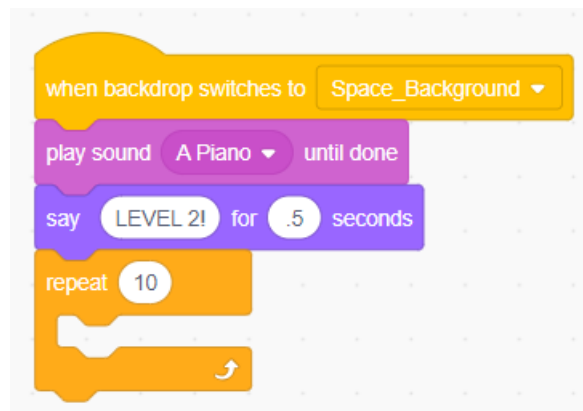 when backdrop switches to Space_Background
play sound A Piano until done
say LEVEL 2! for .5 seconds
repeat 10